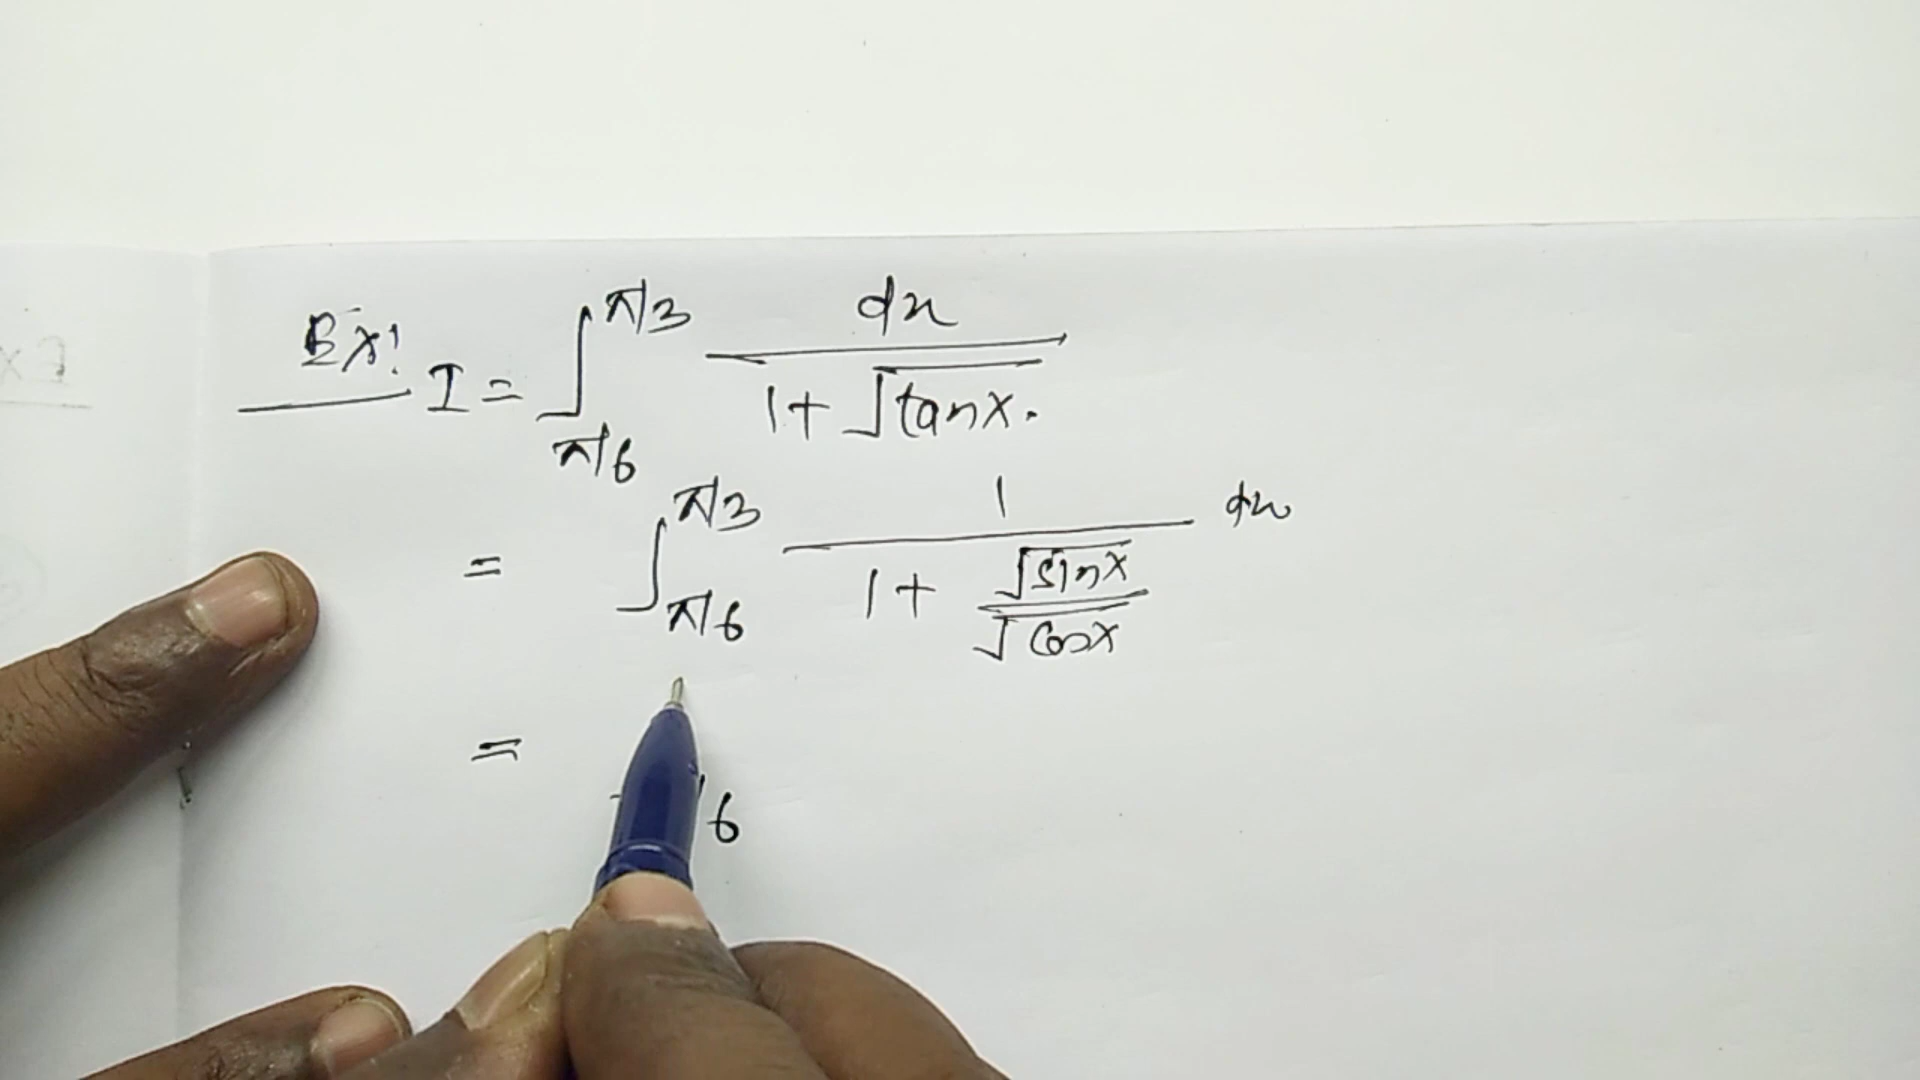 Ex! I = ∫_{π/6}^{π/3} dx / (1 + √tanx.)
= ∫_{π/6}^{π/3} 1 / (1 + √sinx / √cosx) dx
= /6